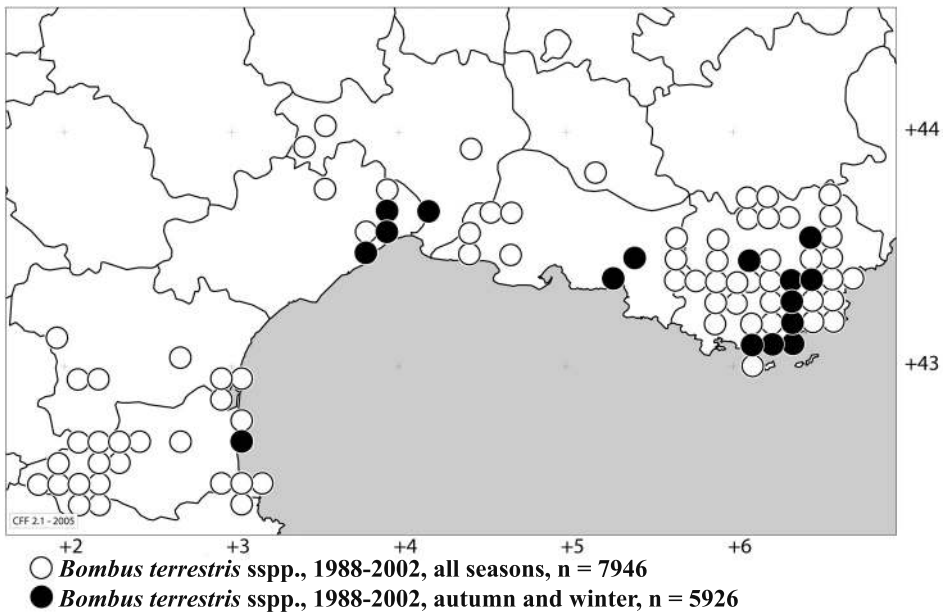 +44
+43
CFF 2.1 - 2005
+2 +3 +4 +5 +6
Bombus terrestris sspp., 1988-2002, all seasons, n = 7946
Bombus terrestris sspp., 1988-2002, autumn and winter, n = 5926